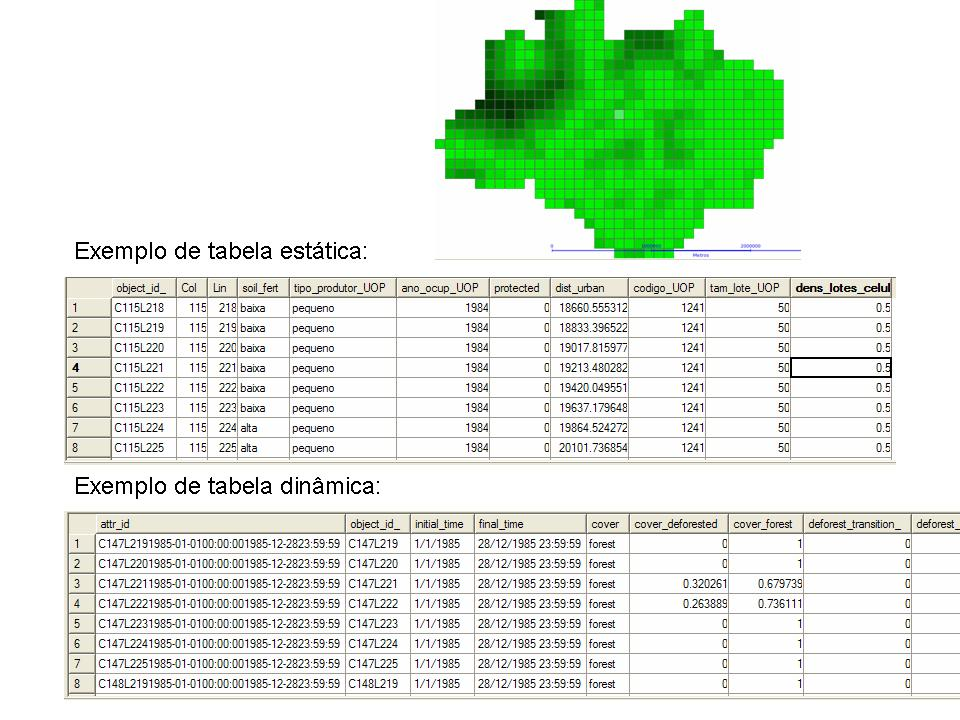 0 1000000 2000000
Metros
Exemplo de tabela estática:
object_id_ Col Lin soil_fert tipo_produtor_UOP ano_ocup_UOP protected dist_urban codigo_UOP tam_lote_UOP dens_lotes_celul
1 C115L218 115 218 baixa pequeno 1984 0 18660.555312 1241 50 0.5
2 C115L219 115 219 baixa pequeno 1984 0 18833.396522 1241 50 0.5
3 C115L220 115 220 baixa pequeno 1984 0 19017.815977 1241 50 0.5
4 C115L221 115 221 baixa pequeno 1984 0 19213.480282 1241 50 0.5
5 C115L222 115 222 baixa pequeno 1984 0 19420.049551 1241 50 0.5
6 C115L223 115 223 baixa pequeno 1984 0 19637.179648 1241 50 0.5
7 C115L224 115 224 alta pequeno 1984 0 19864.524272 1241 50 0.5
8 C115L225 115 225 alta pequeno 1984 0 20101.736854 1241 50 0.5
Exemplo de tabela dinâmica:
attr_id object_id_ initial_time final_time cover cover_deforested cover_forest deforest_transition_ deforest_
1 C147L2191985-01-0100:00:001985-12-2823:59:59 C147L219 1/1/1985 28/12/1985 23:59:59 forest 0 1 0
2 C147L2201985-01-0100:00:001985-12-2823:59:59 C147L220 1/1/1985 28/12/1985 23:59:59 forest 0 1 0
3 C147L2211985-01-0100:00:001985-12-2823:59:59 C147L221 1/1/1985 28/12/1985 23:59:59 forest 0.320261 0.679739 0
4 C147L2221985-01-0100:00:001985-12-2823:59:59 C147L222 1/1/1985 28/12/1985 23:59:59 forest 0.263889 0.736111 0
5 C147L2231985-01-0100:00:001985-12-2823:59:59 C147L223 1/1/1985 28/12/1985 23:59:59 forest 0 1 0
6 C147L2241985-01-0100:00:001985-12-2823:59:59 C147L224 1/1/1985 28/12/1985 23:59:59 forest 0 1 0
7 C147L2251985-01-0100:00:001985-12-2823:59:59 C147L225 1/1/1985 28/12/1985 23:59:59 forest 0 1 0
8 C148L2191985-01-0100:00:001985-12-2823:59:59 C148L219 1/1/1985 28/12/1985 23:59:59 forest 0 1 0